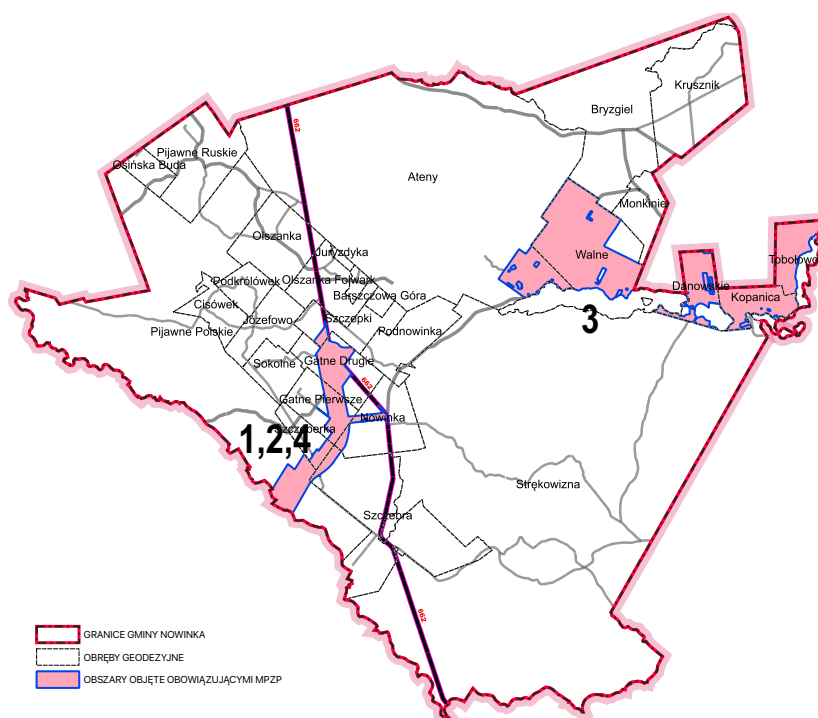 Krusznik
Bryzgiel
662
Pijawne Ruskie
Osińska Buda
Ateny
Monkinie
Olszanka
Juryzdyka
Walne
Tobołowo
Podkrólówek
Olszanka Folwark
Danowskie
Cisówek
Barszczowa Góra
Kopanica
Józefowo
Szczepki
3
Pijawne Polskie
Podnowinka
Sokolne
Gatne Drugie
662
Gatne Pierwsze
Nowinka
Szczeberka
1,2,4
Strękowizna
Szczebra
662
GRANICE GMINY NOWINKA
OBRĘBY GEODEZYJNE
OBSZARY OBJĘTE OBOWIĄZUJĄCYMI MPZP